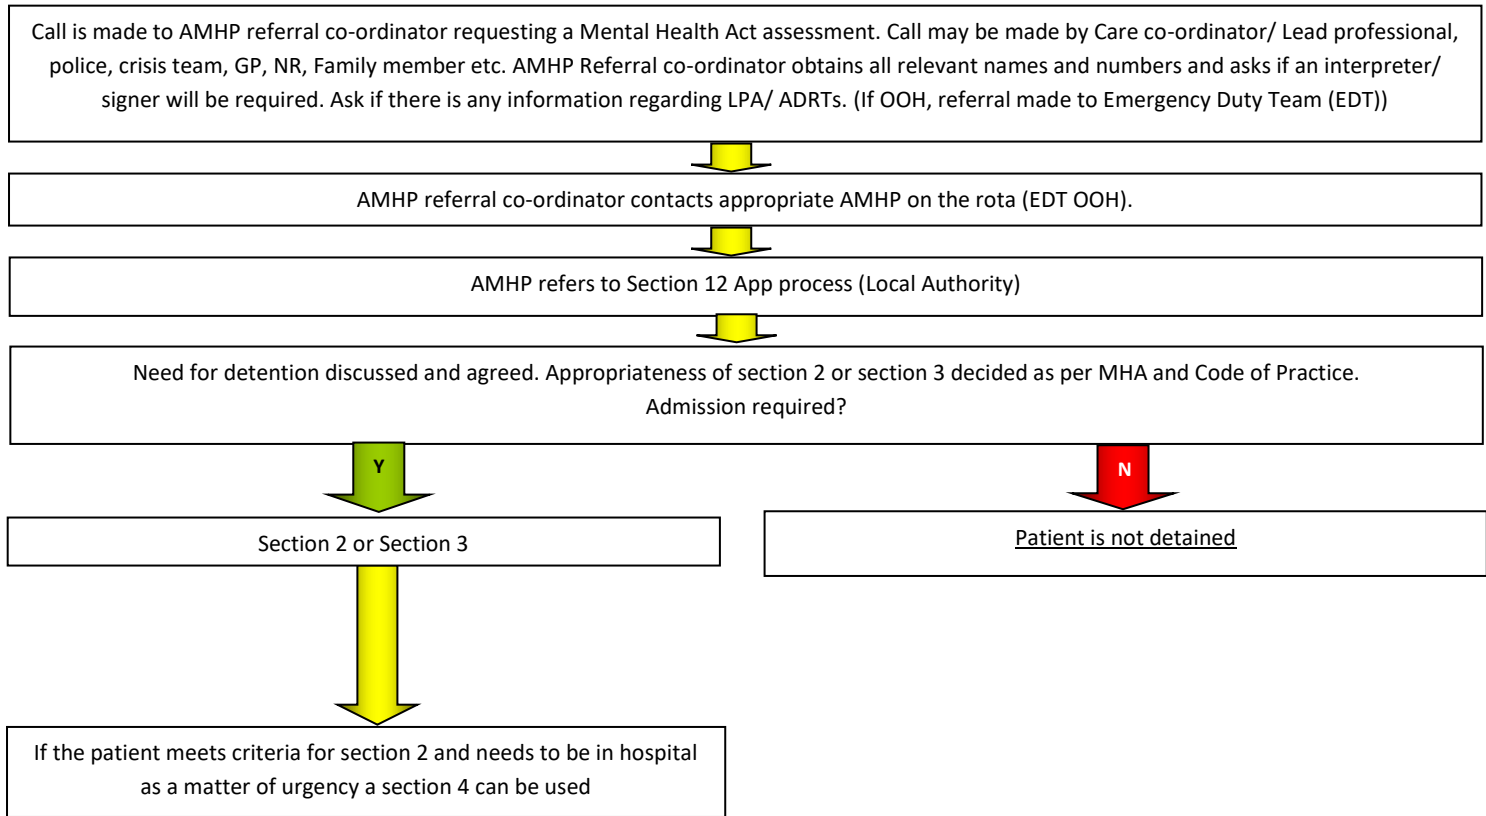 Call is made to AMHP referral co-ordinator requesting a Mental Health Act assessment. Call may be made by Care co-ordinator/ Lead professional,
police, crisis team, GP, NR, Family member etc. AMHP Referral co-ordinator obtains all relevant names and numbers and asks if an interpreter/
signer will be required. Ask if there is any information regarding LPA/ ADRTs. (If OOH, referral made to Emergency Duty Team (EDT))
AMHP referral co-ordinator contacts appropriate AMHP on the rota (EDT OOH).
AMHP refers to Section 12 App process (Local Authority)
Need for detention discussed and agreed. Appropriateness of section 2 or section 3 decided as per MHA and Code of Practice.
Admission required?
Y
N
Section 2 or Section 3
Patient is not detained
If the patient meets criteria for section 2 and needs to be in hospital
as a matter of urgency a section 4 can be used